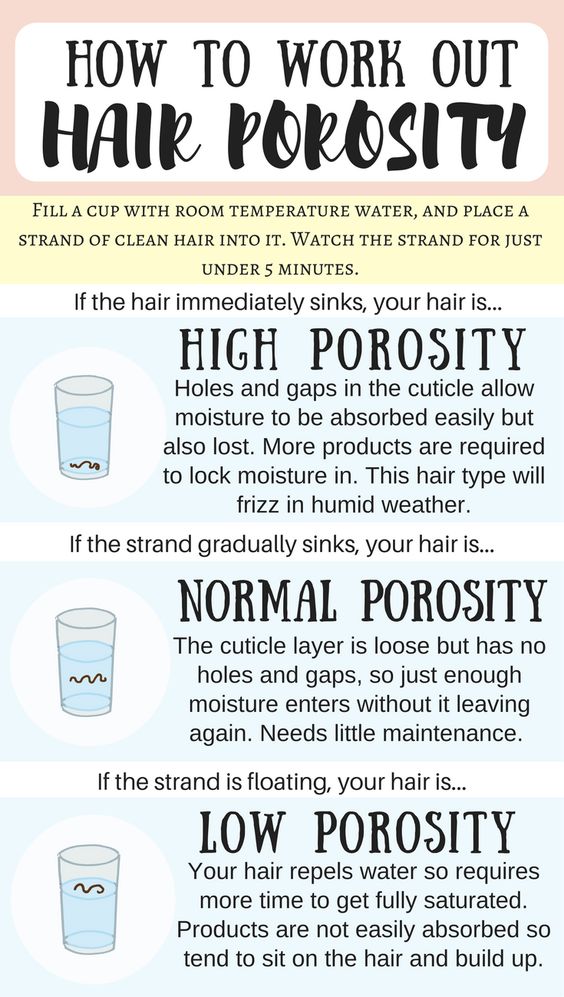 HOW TO WORK OUT
HAIR POROSITY
FILL A CUP WITH ROOM TEMPERATURE WATER, AND PLACE A
STRAND OF CLEAN HAIR INTO IT. WATCH THE STRAND FOR JUST
UNDER 5 MINUTES.
If the hair immediately sinks, your hair is...
HIGH POROSITY
Holes and gaps in the cuticle allow
moisture to be absorbed easily but
also lost. More products are required
to lock moisture in. This hair type will
frizz in humid weather.
If the strand gradually sinks, your hair is...
NORMAL POROSITY
The cuticle layer is loose but has no
holes and gaps, so just enough
moisture enters without it leaving
again. Needs little maintenance.
If the strand is floating, your hair is...
LOW POROSITY
Your hair repels water so requires
more time to get fully saturated.
Products are not easily absorbed so
tend to sit on the hair and build up.